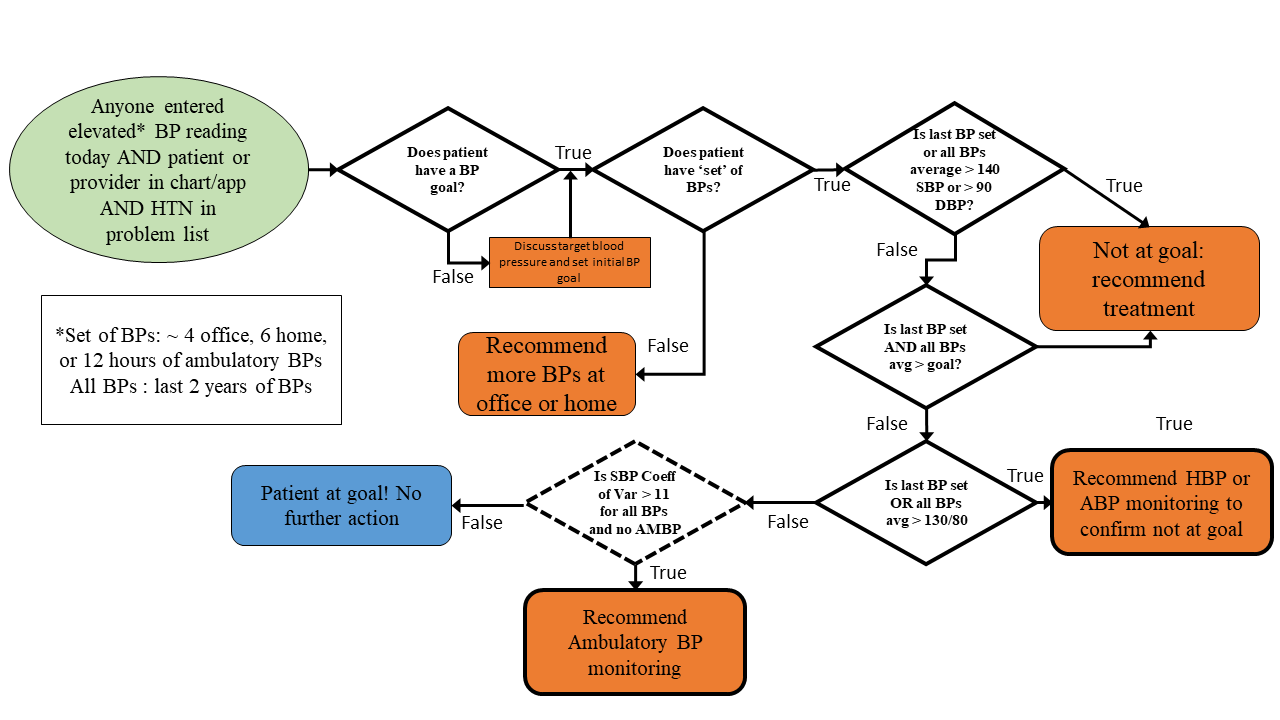 Anyone entered
elevated* BP reading
today AND patient or
provider in chart/app
AND HTN in
problem list
Does patient
have a BP
goal?
True
False
Discuss target blood
pressure and set initial BP
goal
Does patient
have ‘set’ of
BPs?
True
False
Recommend
more BPs at
office or home
Is last BP set
or all BPs
average > 140
SBP or > 90
DBP?
True
False
Not at goal:
recommend
treatment
Is last BP set
AND all BPs
avg > goal?
True
False
Is last BP set
OR all BPs
avg > 130/80
True
False
Recommend HBP or
ABP monitoring to
confirm not at goal
Is SBP Coeff
of Var > 11
for all BPs
and no AMBP
False
True
Patient at goal! No
further action
Recommend
Ambulatory BP
monitoring
*Set of BPs: ~ 4 office, 6 home,
or 12 hours of ambulatory BPs
All BPs : last 2 years of BPs